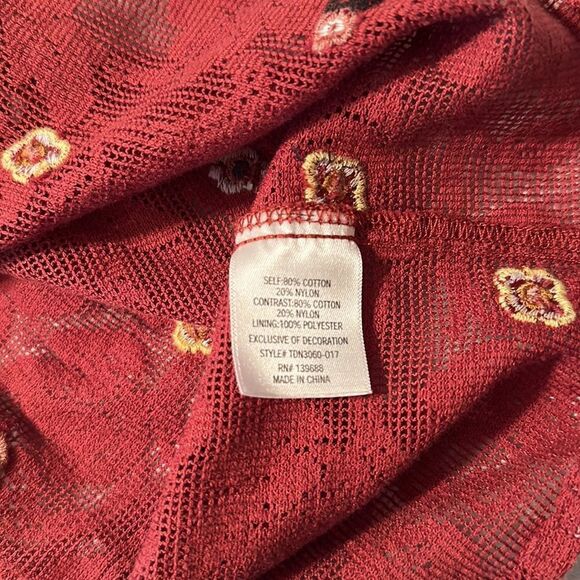 SELF:80% COTTON
20% NYLON
CONTRAST:80% COTTON
20% NYLON
LINING:100% POLYESTER
EXCLUSIVE OF DECORATION
STYLE# TDN3060-017
RN# 139688
MADE IN CHINA